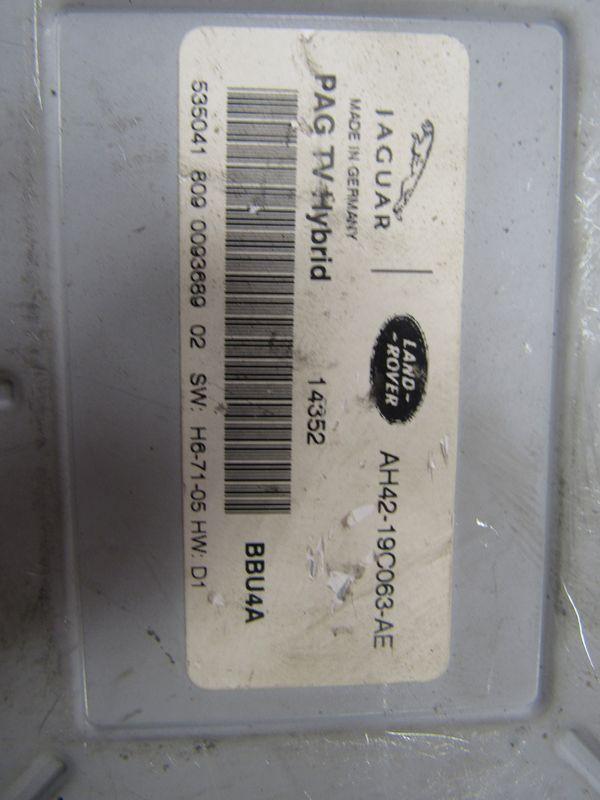 JAGUAR
LAND-
-ROVER
AH42-19C063-AE
MADE IN GERMANY
PAG TV Hybrid 14352
BBU4A
535041 809 0093689 02 SW: H6-71-05 HW: D1